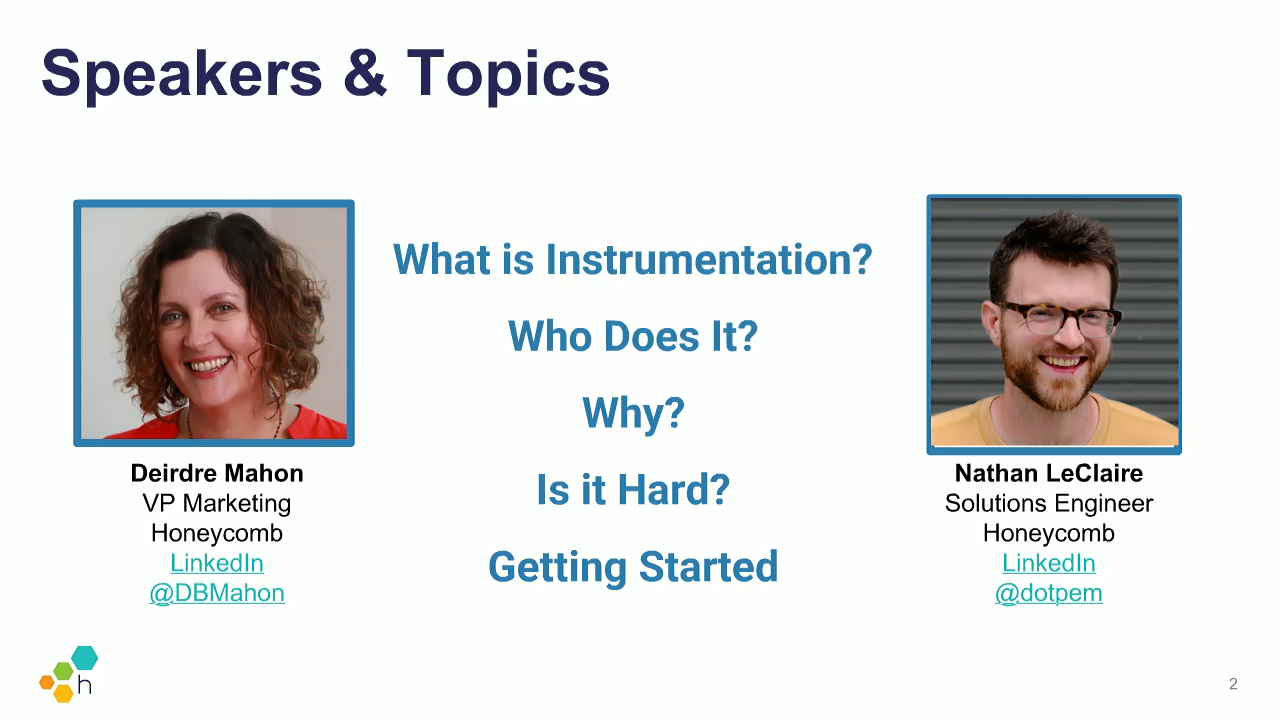 Speakers & Topics
What is Instrumentation?
Who Does It?
Why?
Is it Hard?
Getting Started
Deirdre Mahon
VP Marketing
Honeycomb
LinkedIn
@DBMahon
Nathan LeClaire
Solutions Engineer
Honeycomb
LinkedIn
@dotpem
h
2